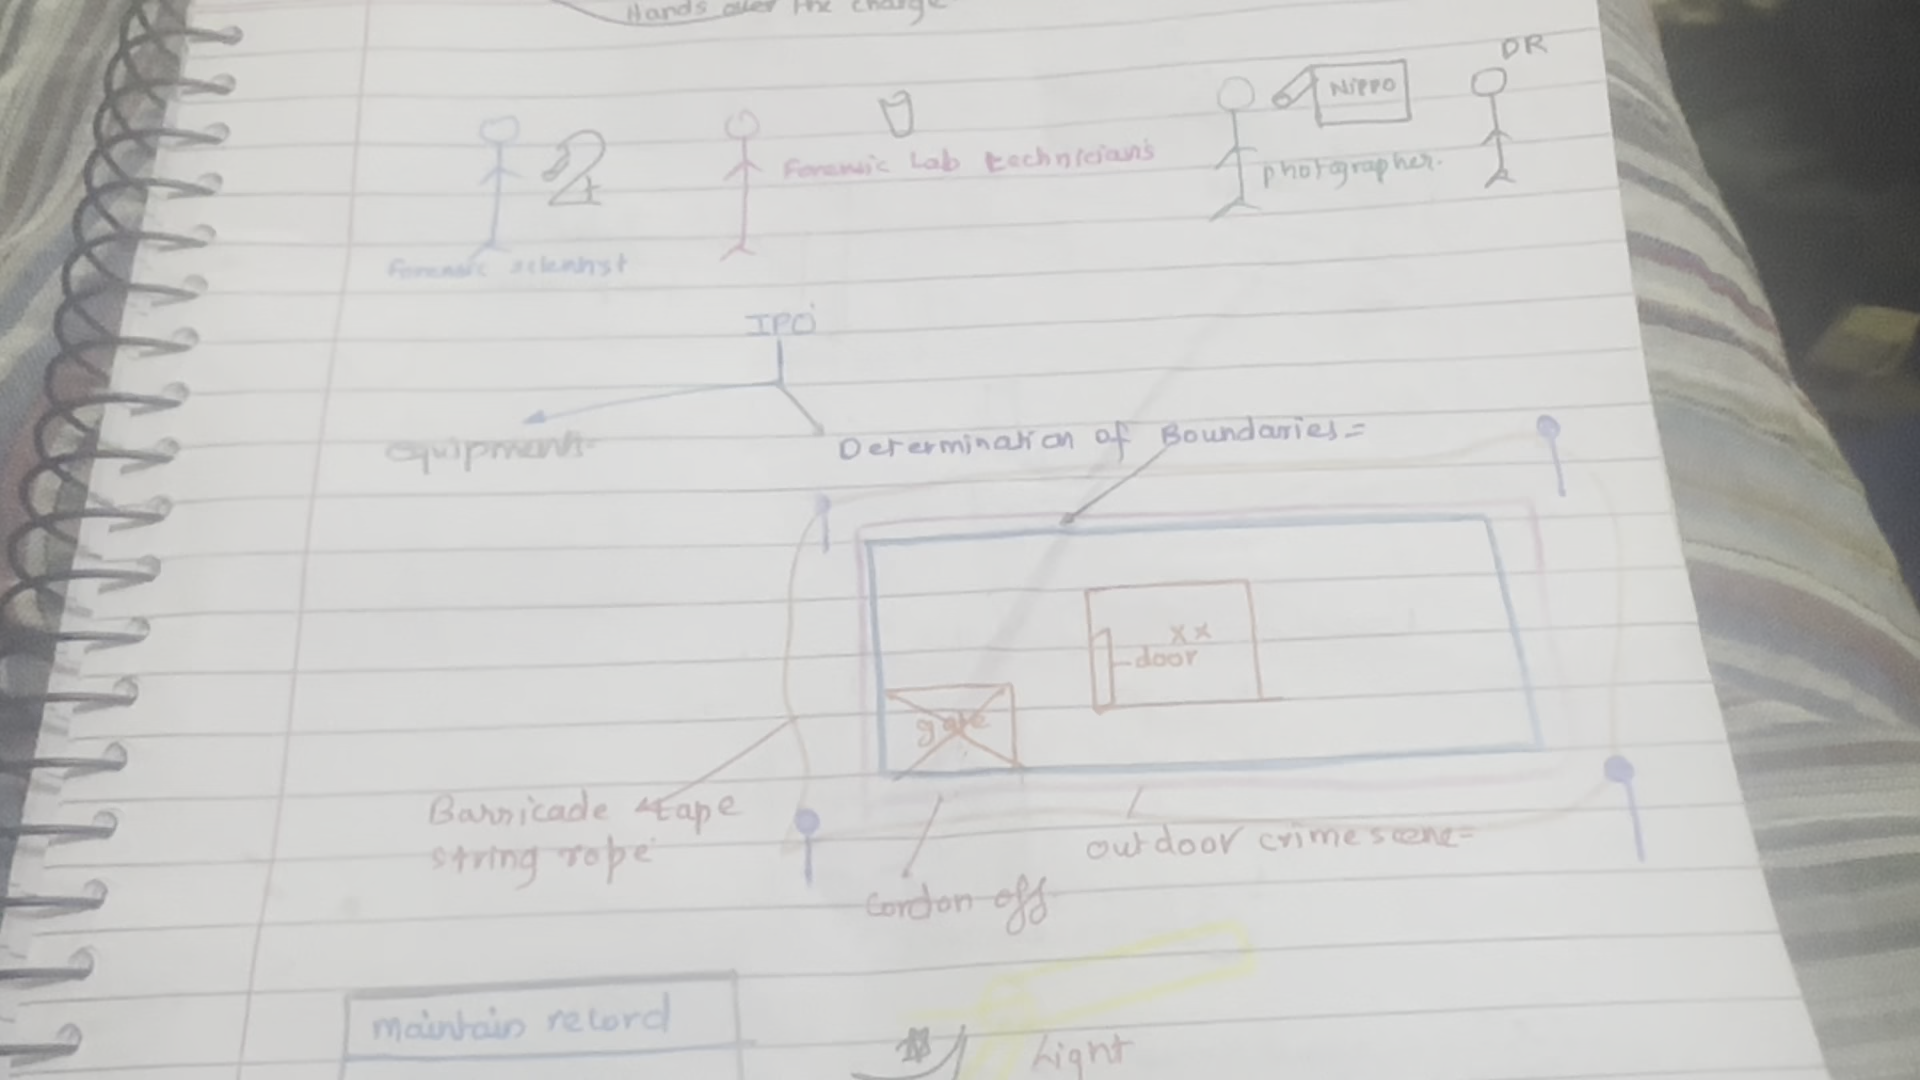 Hands over the charge
DR
NIPPO
Forensic Lab technicians
photographer.
Forensic scientist
IPO
equipments
Determination of Boundaries=
xx
door
gate
Barricade tape
string rope
outdoor crime scene=
Cordon off
maintain record
Light